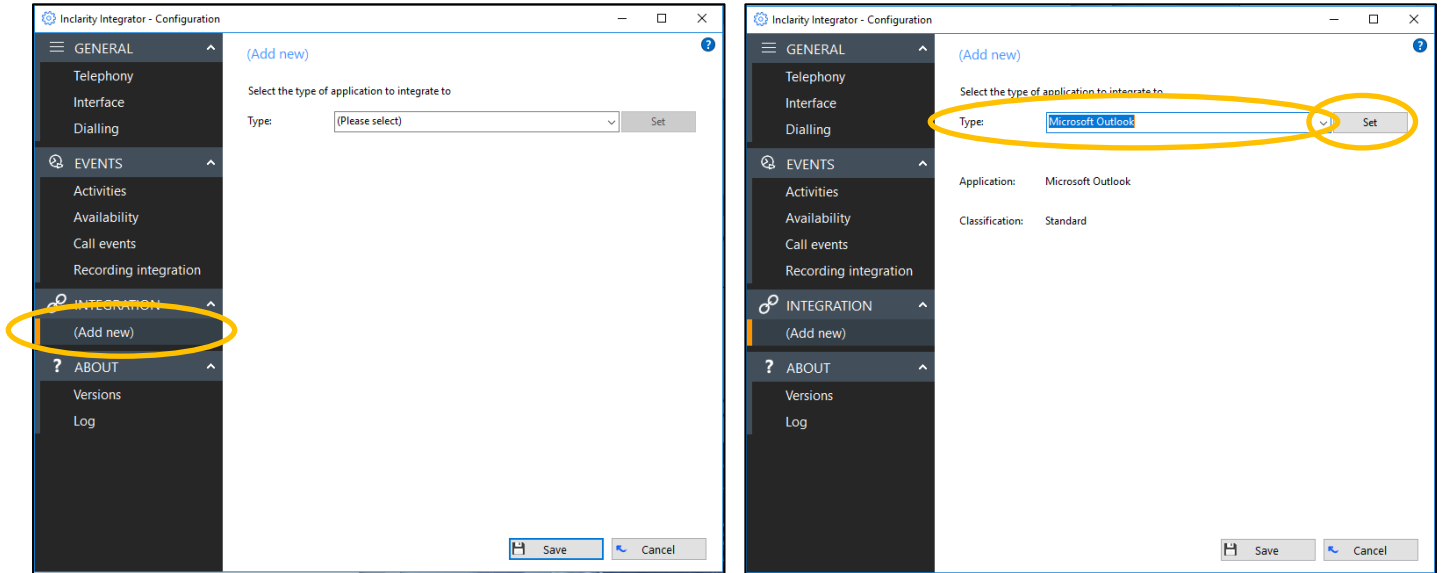 Inclarity Integrator - Configuration
GENERAL
(Add new)
?
Telephony
Select the type of application to integrate to
Interface
Type: (Please select) Set
Dialling
EVENTS
Activities
Availability
Call events
Recording integration
INTEGRATION
(Add new)
? ABOUT
Versions
Log
Save Cancel
Inclarity Integrator - Configuration
GENERAL
(Add new)
?
Telephony
Select the type of application to integrate to
Interface
Type: Microsoft Outlook Set
Dialling
EVENTS
Application: Microsoft Outlook
Activities
Availability
Classification: Standard
Call events
Recording integration
INTEGRATION
(Add new)
? ABOUT
Versions
Log
Save Cancel